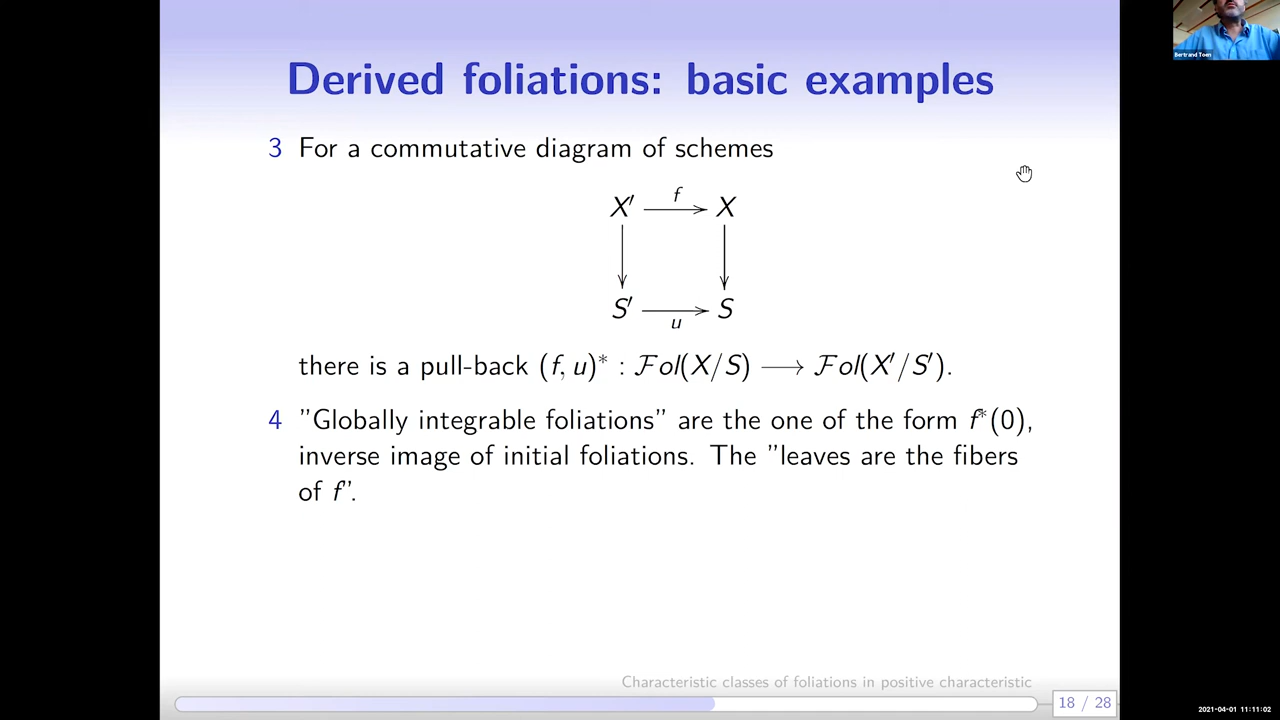 Bertrand Toen
Derived foliations: basic examples
3 For a commutative diagram of schemes
X′ f X
S′ u S
there is a pull-back (f, u)* : Fol(X/S) ⟶ Fol(X′/S′).
4 "Globally integrable foliations" are the one of the form f*(0),
inverse image of initial foliations. The "leaves are the fibers
of f".
Characteristic classes of foliations in positive characteristic
18 / 28
2021-04-01 11:11:02